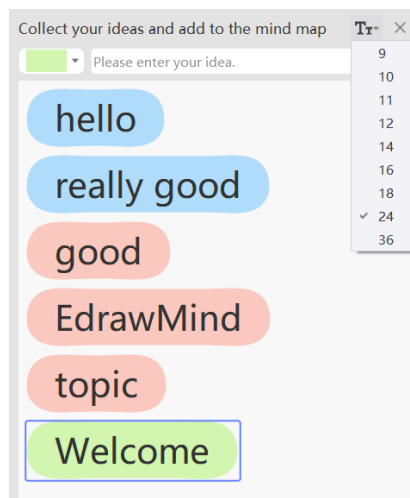 Collect your ideas and add to the mind map TT
Please enter your idea.
9
10
11
12
14
16
18
24
36
hello
really good
good
EdrawMind
topic
Welcome